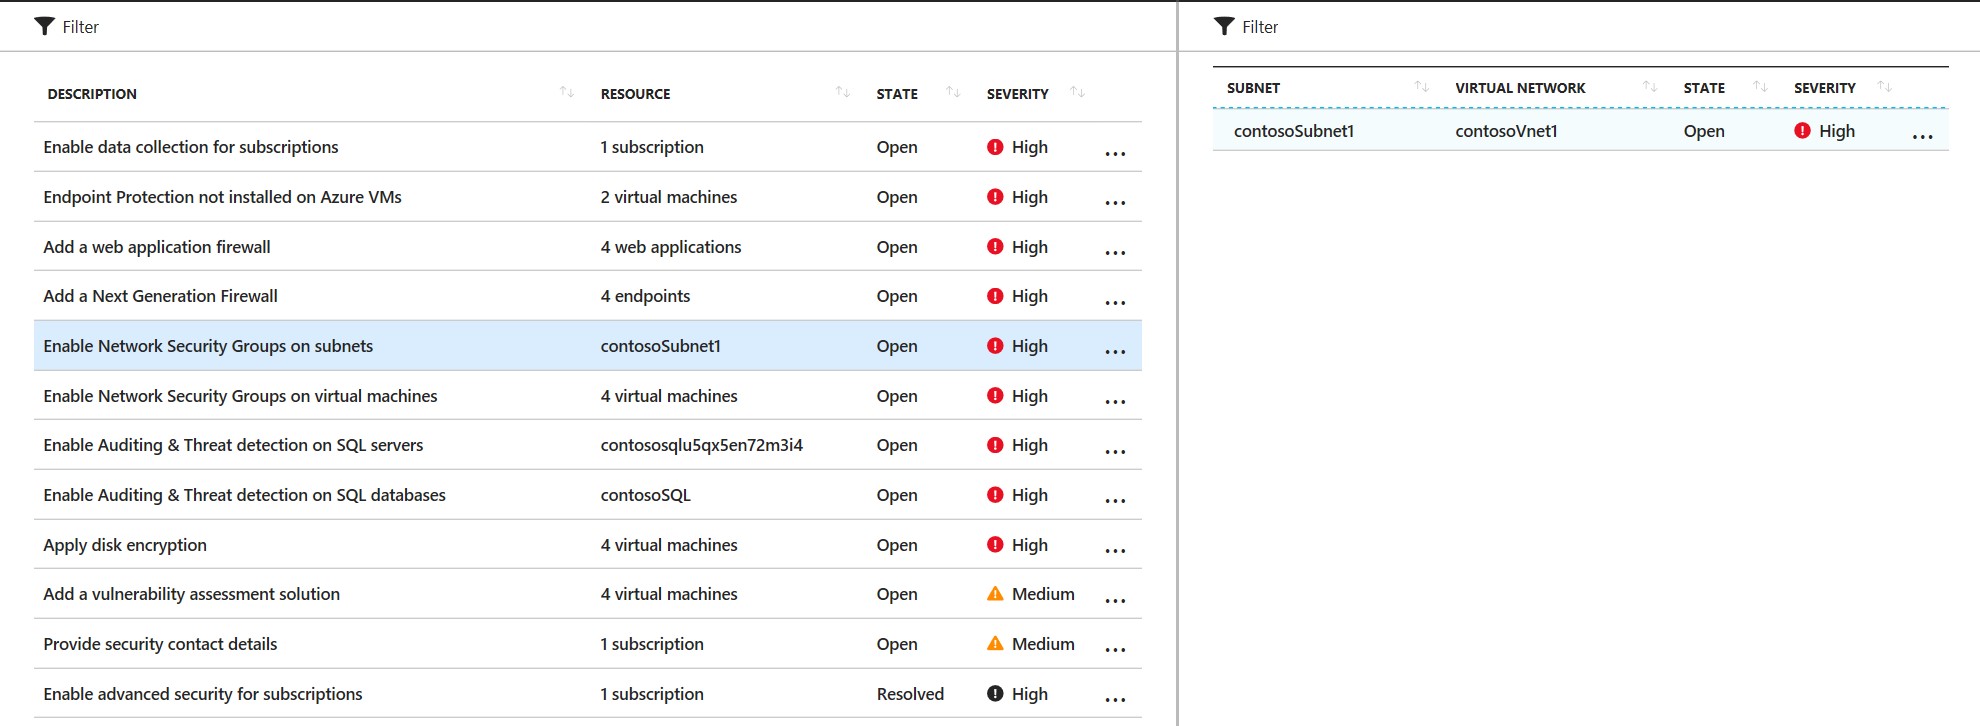 Filter
DESCRIPTION RESOURCE STATE SEVERITY
Enable data collection for subscriptions 1 subscription Open High ...
Endpoint Protection not installed on Azure VMs 2 virtual machines Open High ...
Add a web application firewall 4 web applications Open High ...
Add a Next Generation Firewall 4 endpoints Open High ...
Enable Network Security Groups on subnets contosoSubnet1 Open High ...
Enable Network Security Groups on virtual machines 4 virtual machines Open High ...
Enable Auditing & Threat detection on SQL servers contososqlu5qx5en72m3i4 Open High ...
Enable Auditing & Threat detection on SQL databases contosoSQL Open High ...
Apply disk encryption 4 virtual machines Open High ...
Add a vulnerability assessment solution 4 virtual machines Open Medium ...
Provide security contact details 1 subscription Open Medium ...
Enable advanced security for subscriptions 1 subscription Resolved High ...
Filter
SUBNET VIRTUAL NETWORK STATE SEVERITY
contosoSubnet1 contosoVnet1 Open High ...